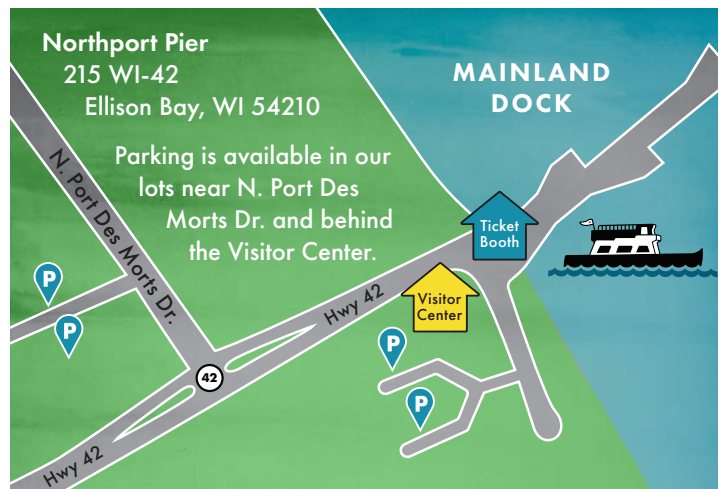 Northport Pier
215 WI-42
Ellison Bay, WI 54210
Parking is available in our
lots near N. Port Des
Morts Dr. and behind
the Visitor Center.
MAINLAND
DOCK
N. Port Des Morts Dr.
Ticket
Booth
Visitor
Center
Hwy 42
P
P
P
P
42
Hwy 42